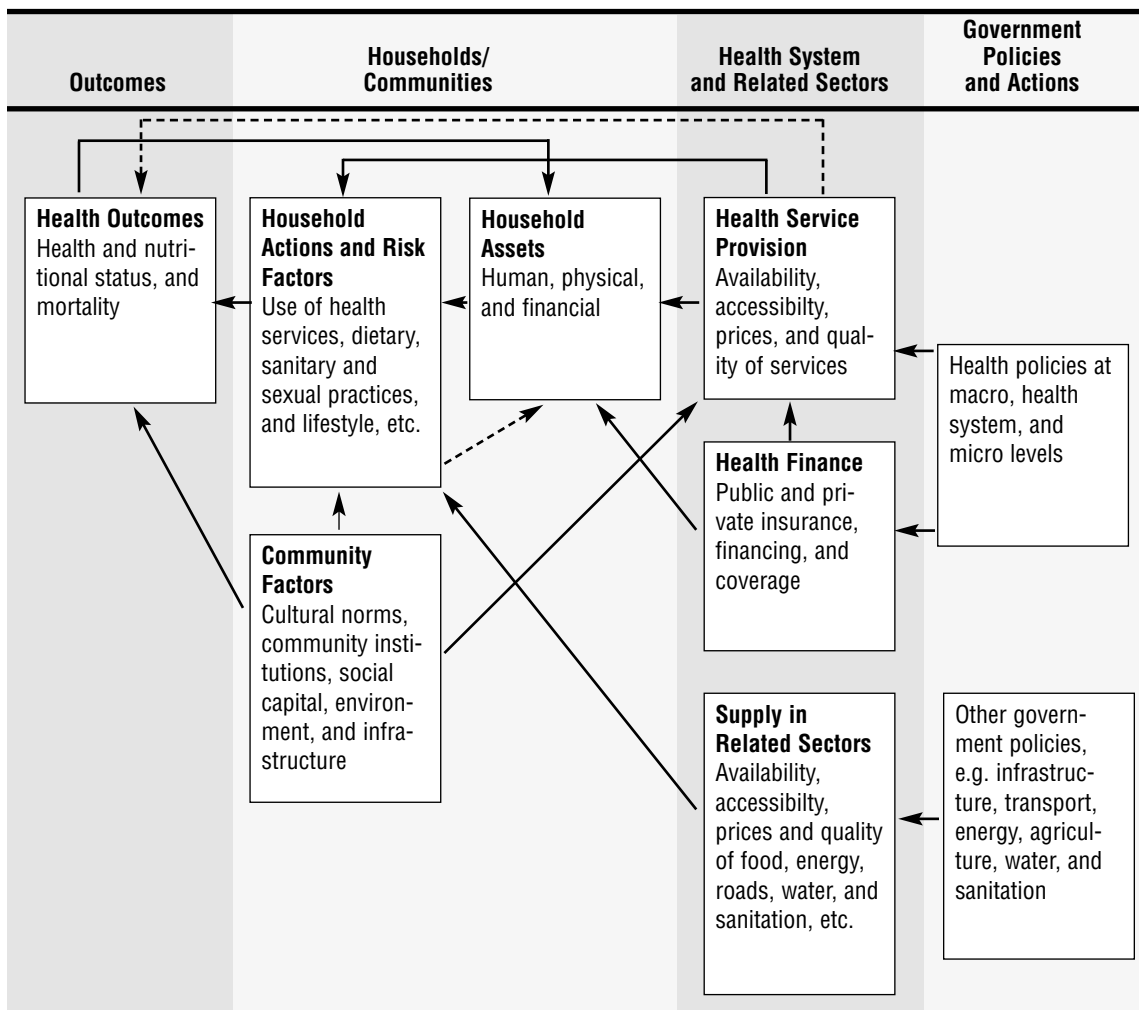 Outcomes
Households/
Communities
Health System
and Related Sectors
Government
Policies
and Actions
Health Outcomes
Health and nutri-
tional status, and
mortality
Household
Actions and Risk
Factors
Use of health
services, dietary,
sanitary and
sexual practices,
and lifestyle, etc.
Household
Assets
Human, physical,
and financial
Health Service
Provision
Availability,
accessibilty,
prices, and qual-
ity of services
Health policies at
macro, health
system, and
micro levels
Health Finance
Public and pri-
vate insurance,
financing, and
coverage
Community
Factors
Cultural norms,
community insti-
tutions, social
capital, environ-
ment, and infra-
structure
Supply in
Related Sectors
Availability,
accessibilty,
prices and quality
of food, energy,
roads, water, and
sanitation, etc.
Other govern-
ment policies,
e.g. infrastruc-
ture, transport,
energy, agricul-
ture, water, and
sanitation